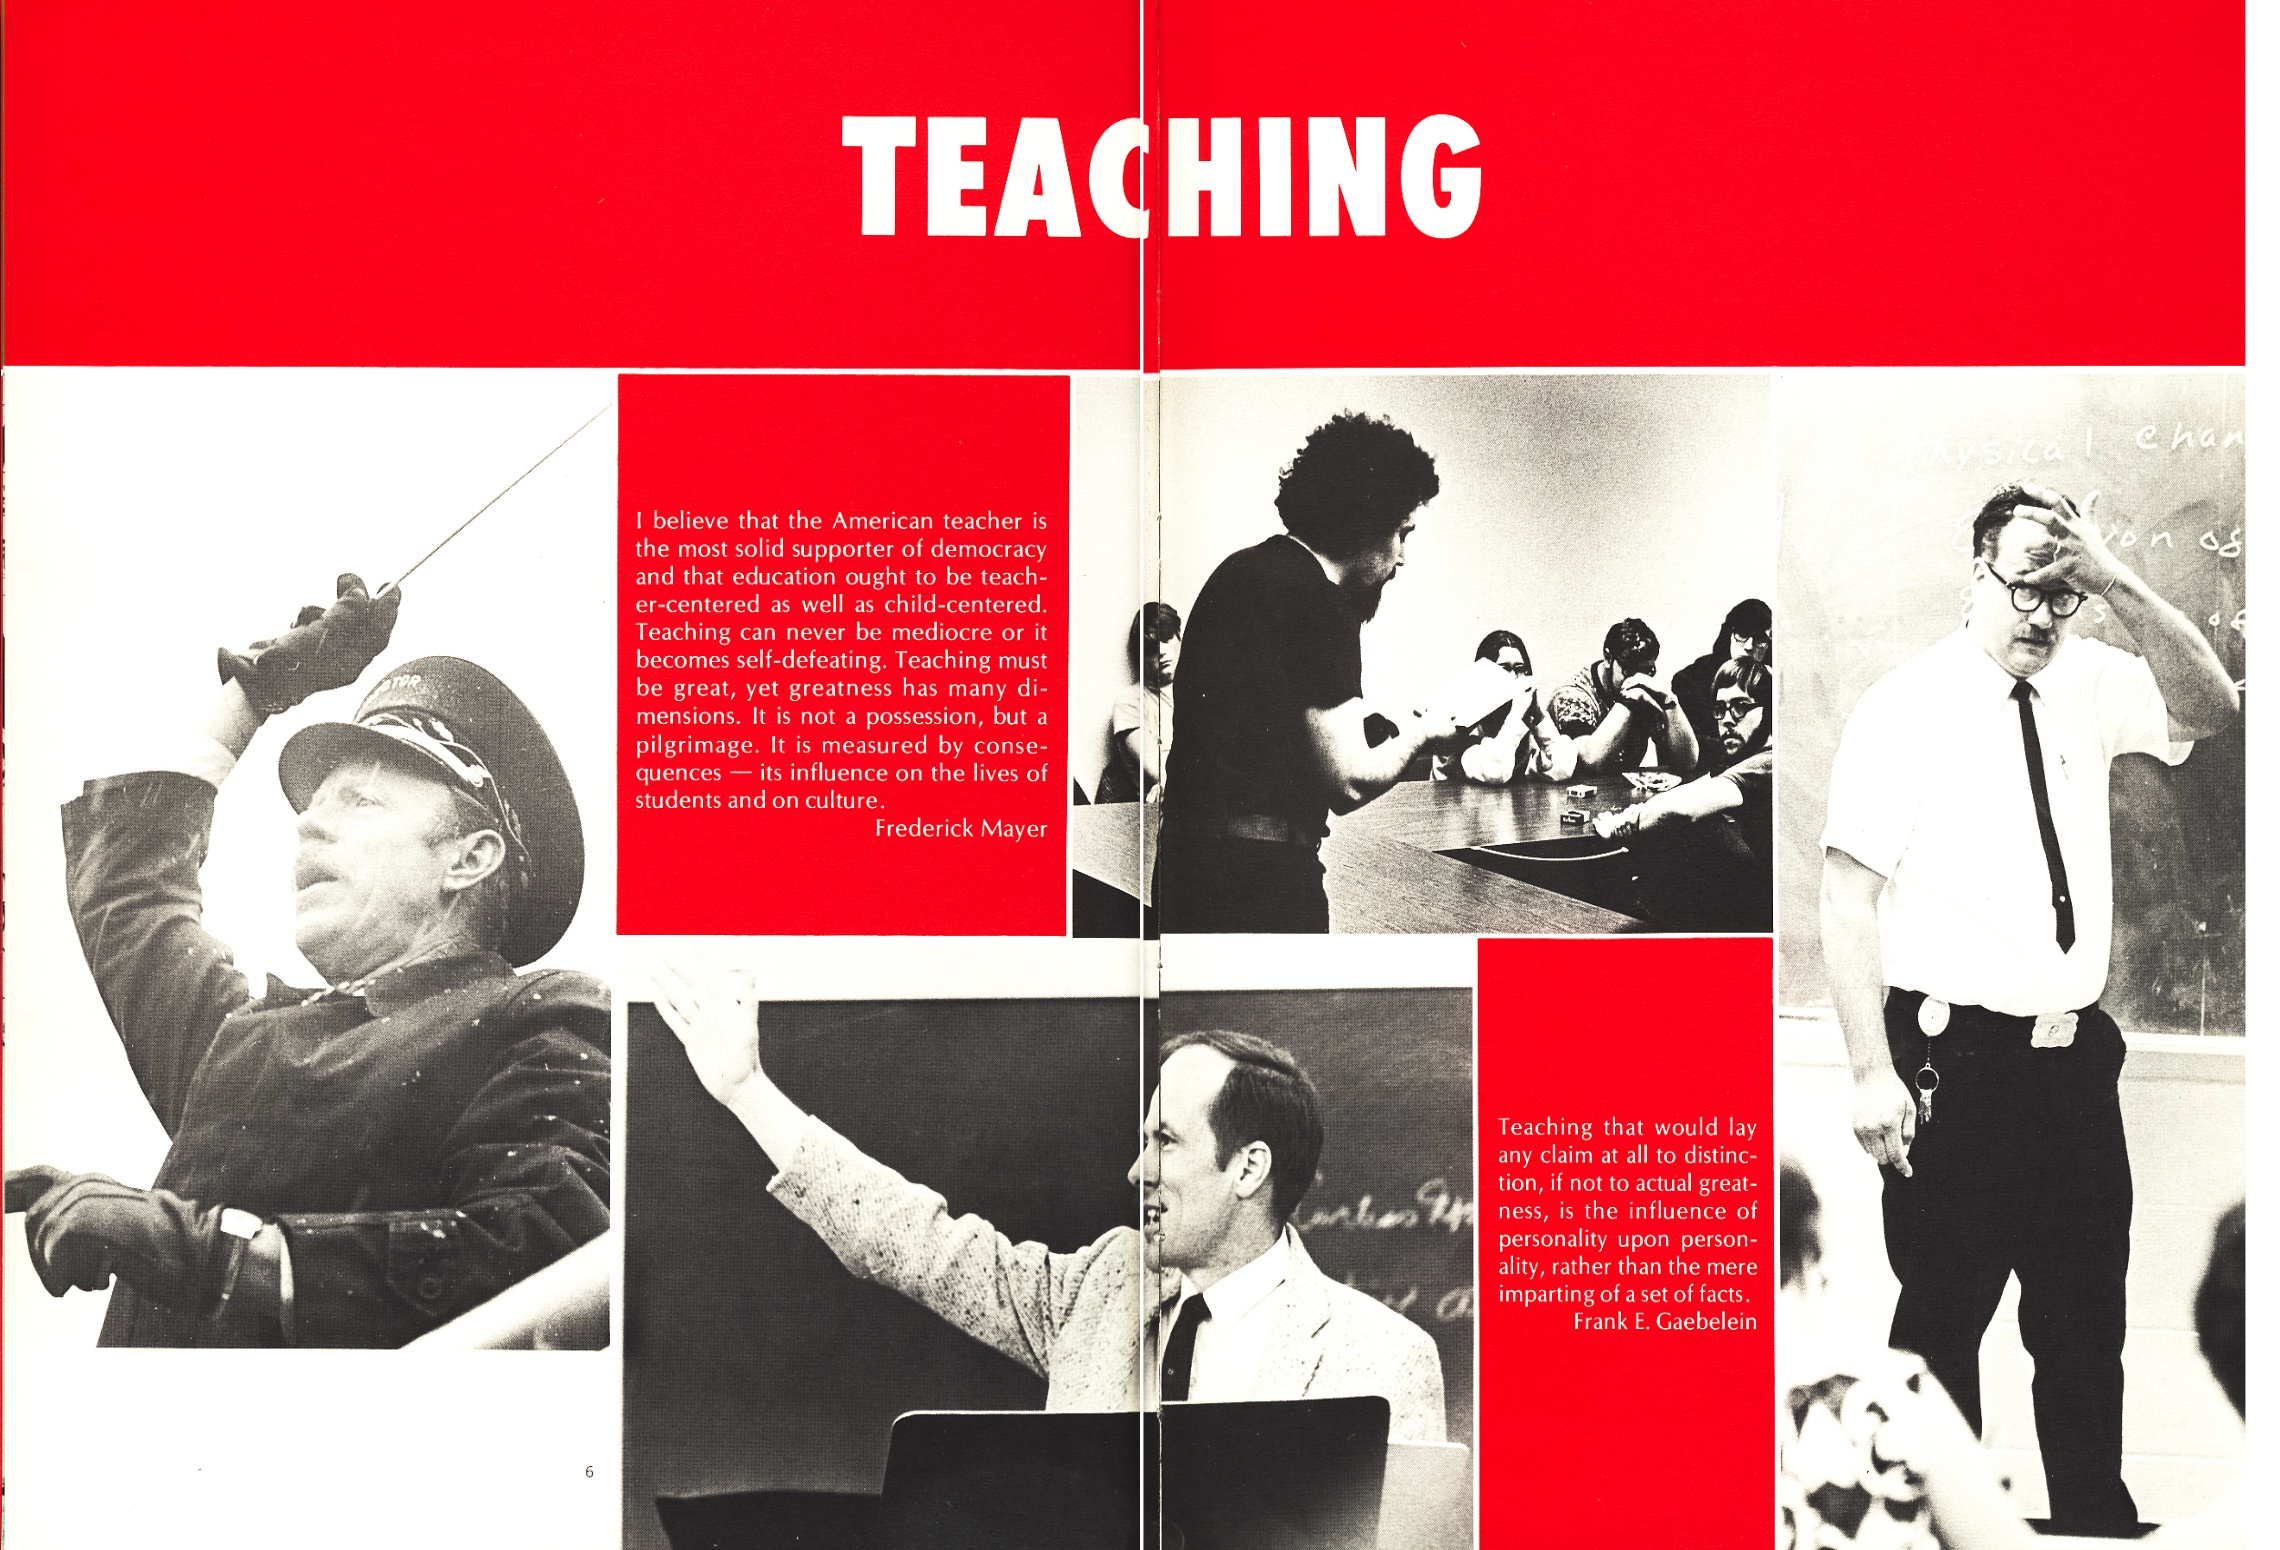 TEACHING
I believe that the American teacher is
the most solid supporter of democracy
and that education ought to be teach-
er-centered as well as child-centered.
Teaching can never be mediocre or it
becomes self-defeating. Teaching must
be great, yet greatness has many di-
mensions. It is not a possession, but a
pilgrimage. It is measured by conse-
quences — its influence on the lives of
students and on culture.
Frederick Mayer
Physical Chan
on of
Teaching that would lay
any claim at all to distinc-
tion, if not to actual great-
ness, is the influence of
personality upon person-
ality, rather than the mere
imparting of a set of facts.
Frank E. Gaebelein
6